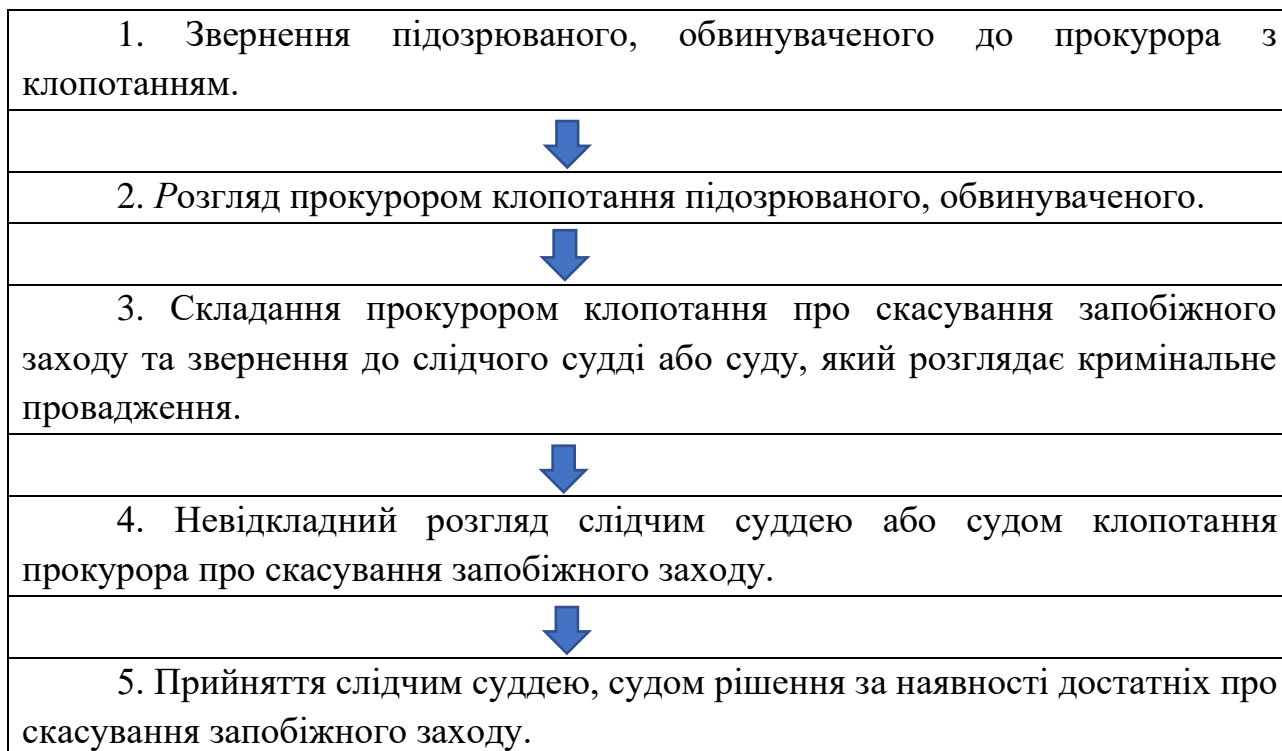 1. Звернення підозрюваного, обвинуваченого до прокурора з
клопотанням.
2. Розгляд прокурором клопотання підозрюваного, обвинуваченого.
3. Складання прокурором клопотання про скасування запобіжного
заходу та звернення до слідчого судді або суду, який розглядає кримінальне
провадження.
4. Невідкладний розгляд слідчим суддею або судом клопотання
прокурора про скасування запобіжного заходу.
5. Прийняття слідчим суддею, судом рішення за наявності достатніх про
скасування запобіжного заходу.